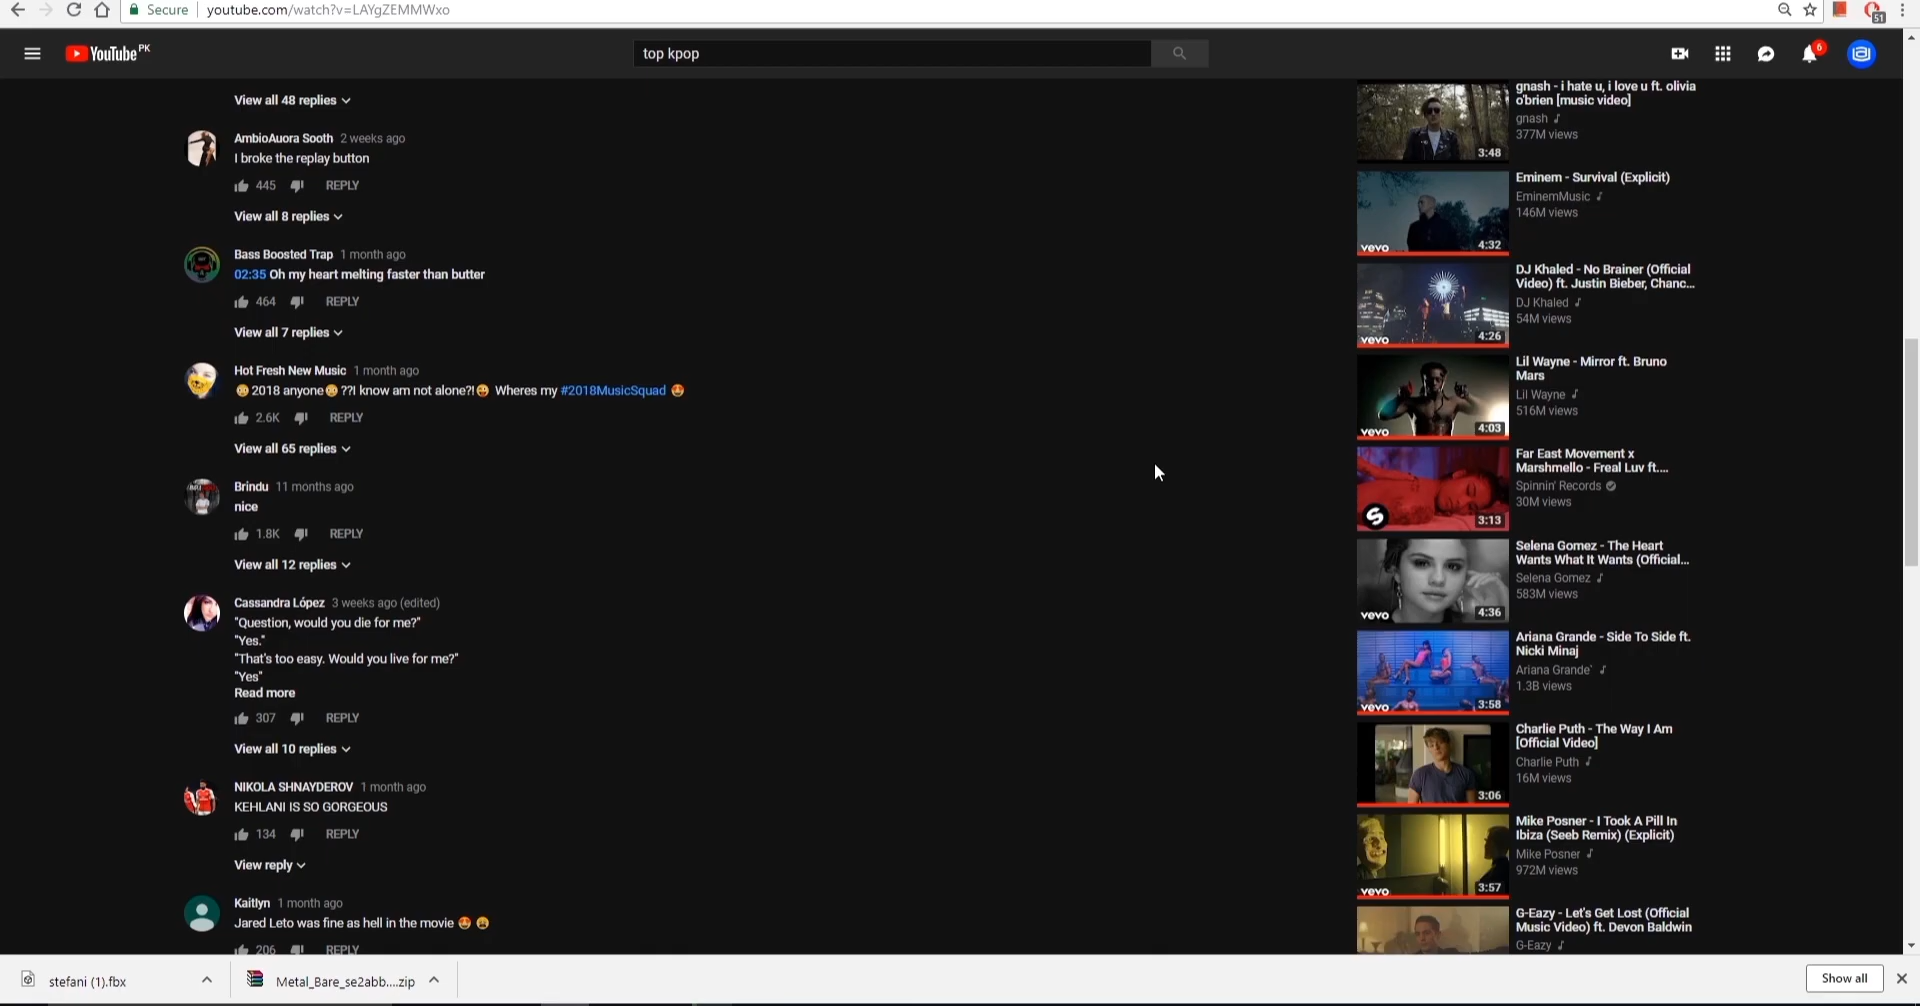 Secure
youtube.com/watch?v=LAYgZEMMWxo
51
YouTube PK
top kpop
6
View all 48 replies
AmbioAuora Sooth 2 weeks ago
I broke the replay button
445 REPLY
View all 8 replies
Bass Boosted Trap 1 month ago
02:35 Oh my heart melting faster than butter
464 REPLY
View all 7 replies
Hot Fresh New Music 1 month ago
😳2018 anyone😳??I know am not alone?!😜 Wheres my #2018MusicSquad 😍
2.6K REPLY
View all 65 replies
Brindu 11 months ago
nice
1.8K REPLY
View all 12 replies
Cassandra López 3 weeks ago (edited)
"Question, would you die for me?"
"Yes."
"That's too easy. Would you live for me?"
"Yes"
Read more
307 REPLY
View all 10 replies
NIKOLA SHNAYDEROV 1 month ago
KEHLANI IS SO GORGEOUS
134 REPLY
View reply
Kaitlyn 1 month ago
Jared Leto was fine as hell in the movie 😍 😩
206 REPLY
gnash - i hate u, i love u ft. olivia
o'brien [music video]
gnash
377M views
3:48
Eminem - Survival (Explicit)
EminemMusic
146M views
vevo 4:32
DJ Khaled - No Brainer (Official
Video) ft. Justin Bieber, Chanc...
DJ Khaled
54M views
vevo 4:26
Lil Wayne - Mirror ft. Bruno
Mars
Lil Wayne
516M views
vevo 4:03
Far East Movement x
Marshmello - Freal Luv ft....
Spinnin' Records
30M views
S 3:13
Selena Gomez - The Heart
Wants What It Wants (Official...
Selena Gomez
583M views
vevo 4:36
Ariana Grande - Side To Side ft.
Nicki Minaj
Ariana Grande
1.3B views
vevo 3:58
Charlie Puth - The Way I Am
[Official Video]
Charlie Puth
16M views
3:06
Mike Posner - I Took A Pill In
Ibiza (Seeb Remix) (Explicit)
Mike Posner
972M views
vevo 3:57
G-Eazy - Let's Get Lost (Official
Music Video) ft. Devon Baldwin
G-Eazy
stefani (1).fbx
Metal_Bare_se2abb....zip
Show all